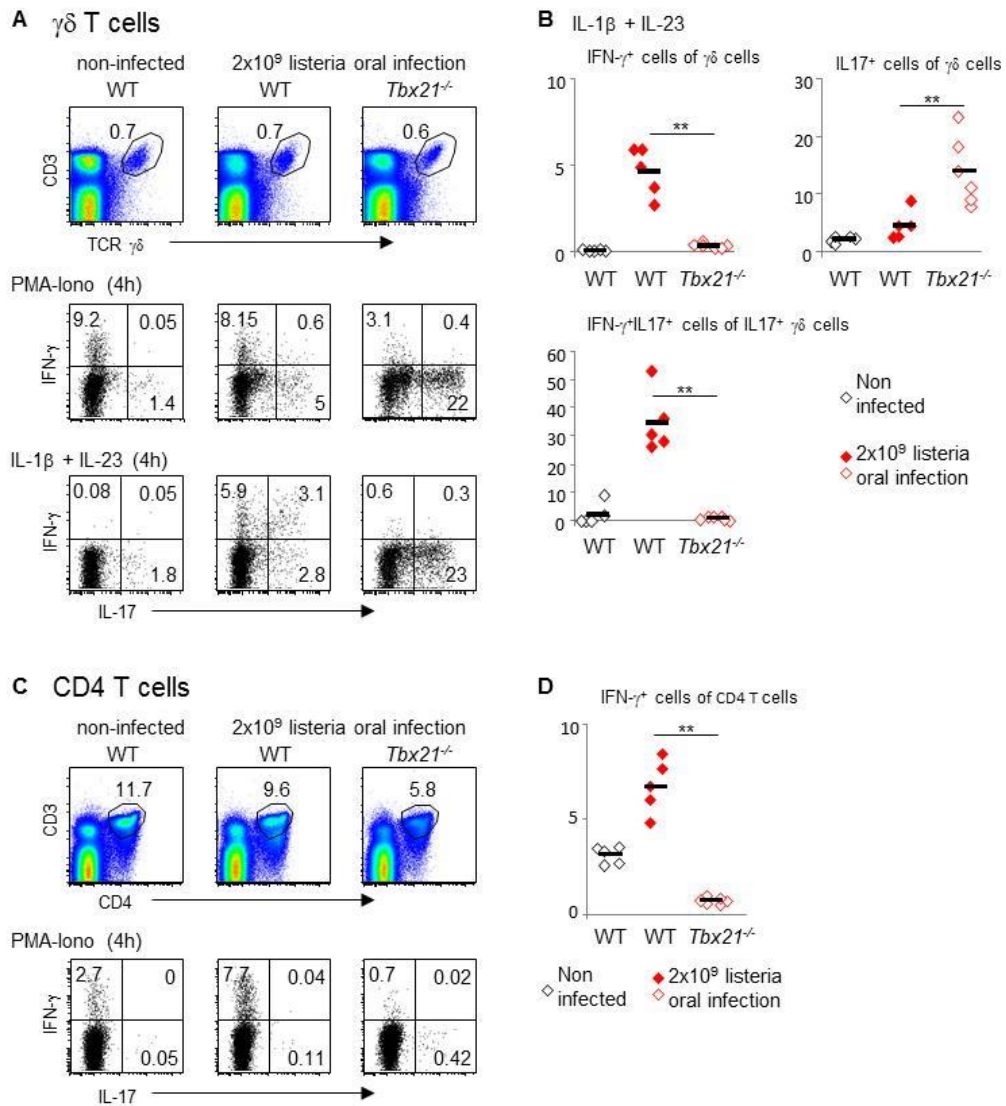 A γδ T cells
non-infected 2x10⁹ listeria oral infection
WT WT Tbx21-/-
0.7 0.7 0.6
CD3
TCR γδ
PMA-Iono (4h)
9.2 0.05 8.15 0.6 3.1 0.4
IFN-γ
1.4 5 22
IL-1β + IL-23 (4h)
0.08 0.05 5.9 3.1 0.6 0.3
IFN-γ
1.8 2.8 23
IL-17
B IL-1β + IL-23
IFN-γ⁺ cells of γδ cells
10
5
0
**
WT WT Tbx21-/-
IL17⁺ cells of γδ cells
30
20
10
0
**
WT WT Tbx21-/-
IFN-γ⁺IL17⁺ cells of IL17⁺ γδ cells
60
50
40
30
20
10
0
**
WT WT Tbx21-/-
Non
infected
2x10⁹ listeria
oral infection
C CD4 T cells
non-infected 2x10⁹ listeria oral infection
WT WT Tbx21-/-
11.7 9.6 5.8
CD3
CD4
PMA-Iono (4h)
2.7 0 7.7 0.04 0.7 0.02
IFN-γ
0.05 0.11 0.42
IL-17
D IFN-γ⁺ cells of CD4 T cells
10
5
0
**
WT WT Tbx21-/-
Non
infected
2x10⁹ listeria
oral infection